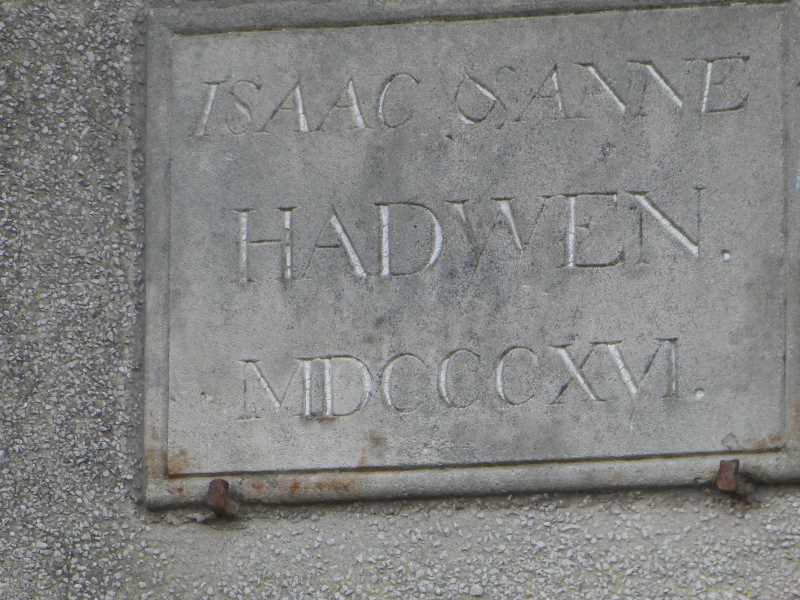 ISAAC & ANNE
HADWEN.
MDCCCXVI.